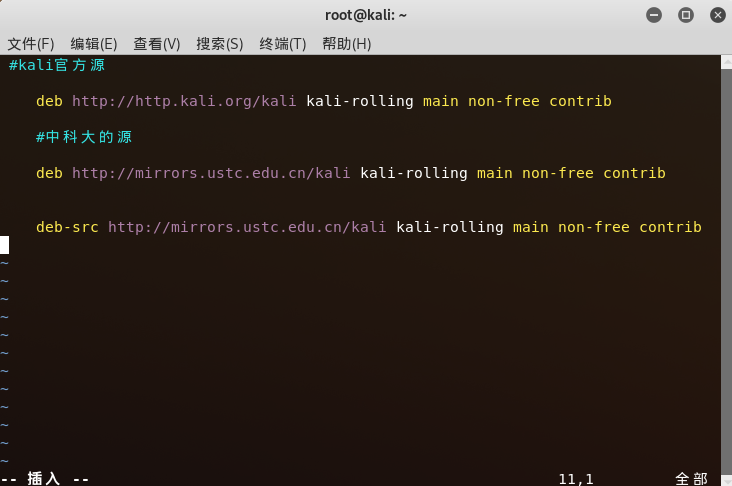 root@kali: ~
文件(F) 编辑(E) 查看(V) 搜索(S) 终端(T) 帮助(H)
#kali官方源
deb http://http.kali.org/kali kali-rolling main non-free contrib
#中科大的源
deb http://mirrors.ustc.edu.cn/kali kali-rolling main non-free contrib
deb-src http://mirrors.ustc.edu.cn/kali kali-rolling main non-free contrib
~
~
~
~
~
~
~
~
~
~
~
~
-- 插入 -- 11,1 全部